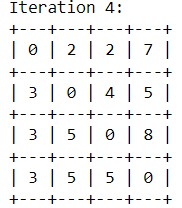 Iteration 4:
+---+---+---+---+
| 0 | 2 | 2 | 7 |
+---+---+---+---+
| 3 | 0 | 4 | 5 |
+---+---+---+---+
| 3 | 5 | 0 | 8 |
+---+---+---+---+
| 3 | 5 | 5 | 0 |
+---+---+---+---+